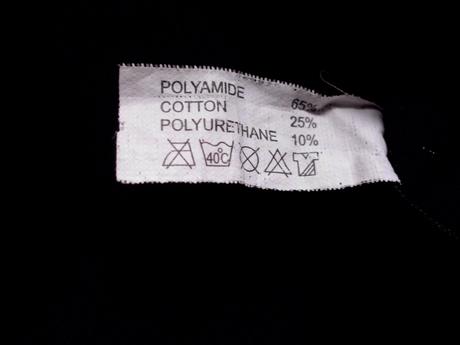 POLYAMIDE 65%
COTTON 25%
POLYURETHANE 10%
40°C